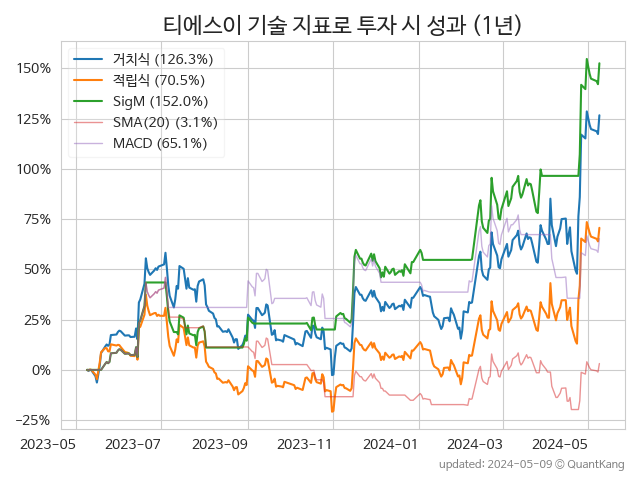 티에스이 기술 지표로 투자 시 성과 (1년)
거치식 (126.3%)
적립식 (70.5%)
SigM (152.0%)
SMA(20) (3.1%)
MACD (65.1%)
150%
125%
100%
75%
50%
25%
0%
−25%
2023-05 2023-07 2023-09 2023-11 2024-01 2024-03 2024-05
updated: 2024-05-09 ⓒ QuantKang